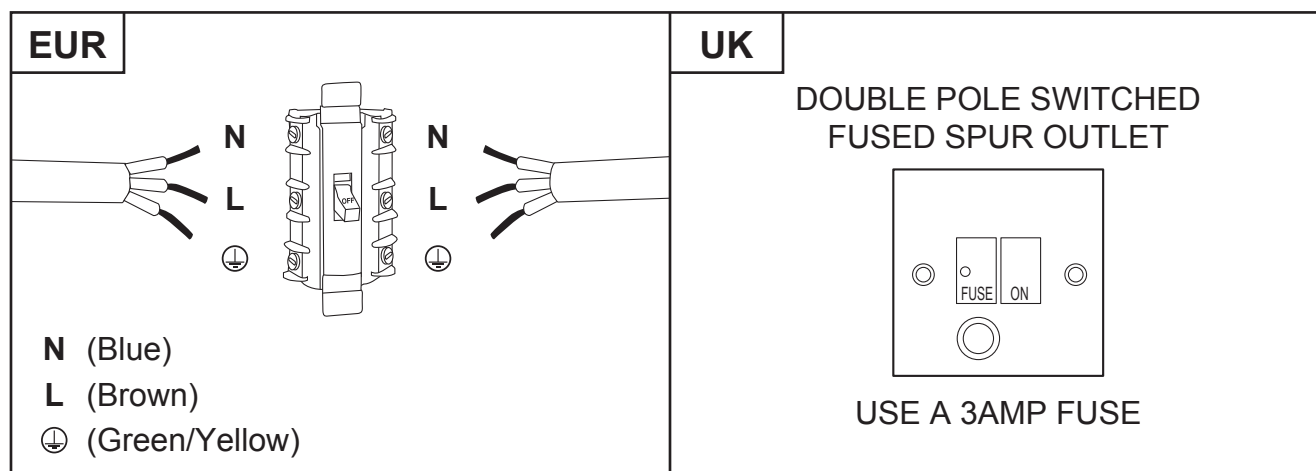 EUR
N
L
OFF
N
L
N (Blue)
L (Brown)
(Green/Yellow)
UK
DOUBLE POLE SWITCHED
FUSED SPUR OUTLET
FUSE
ON
USE A 3AMP FUSE